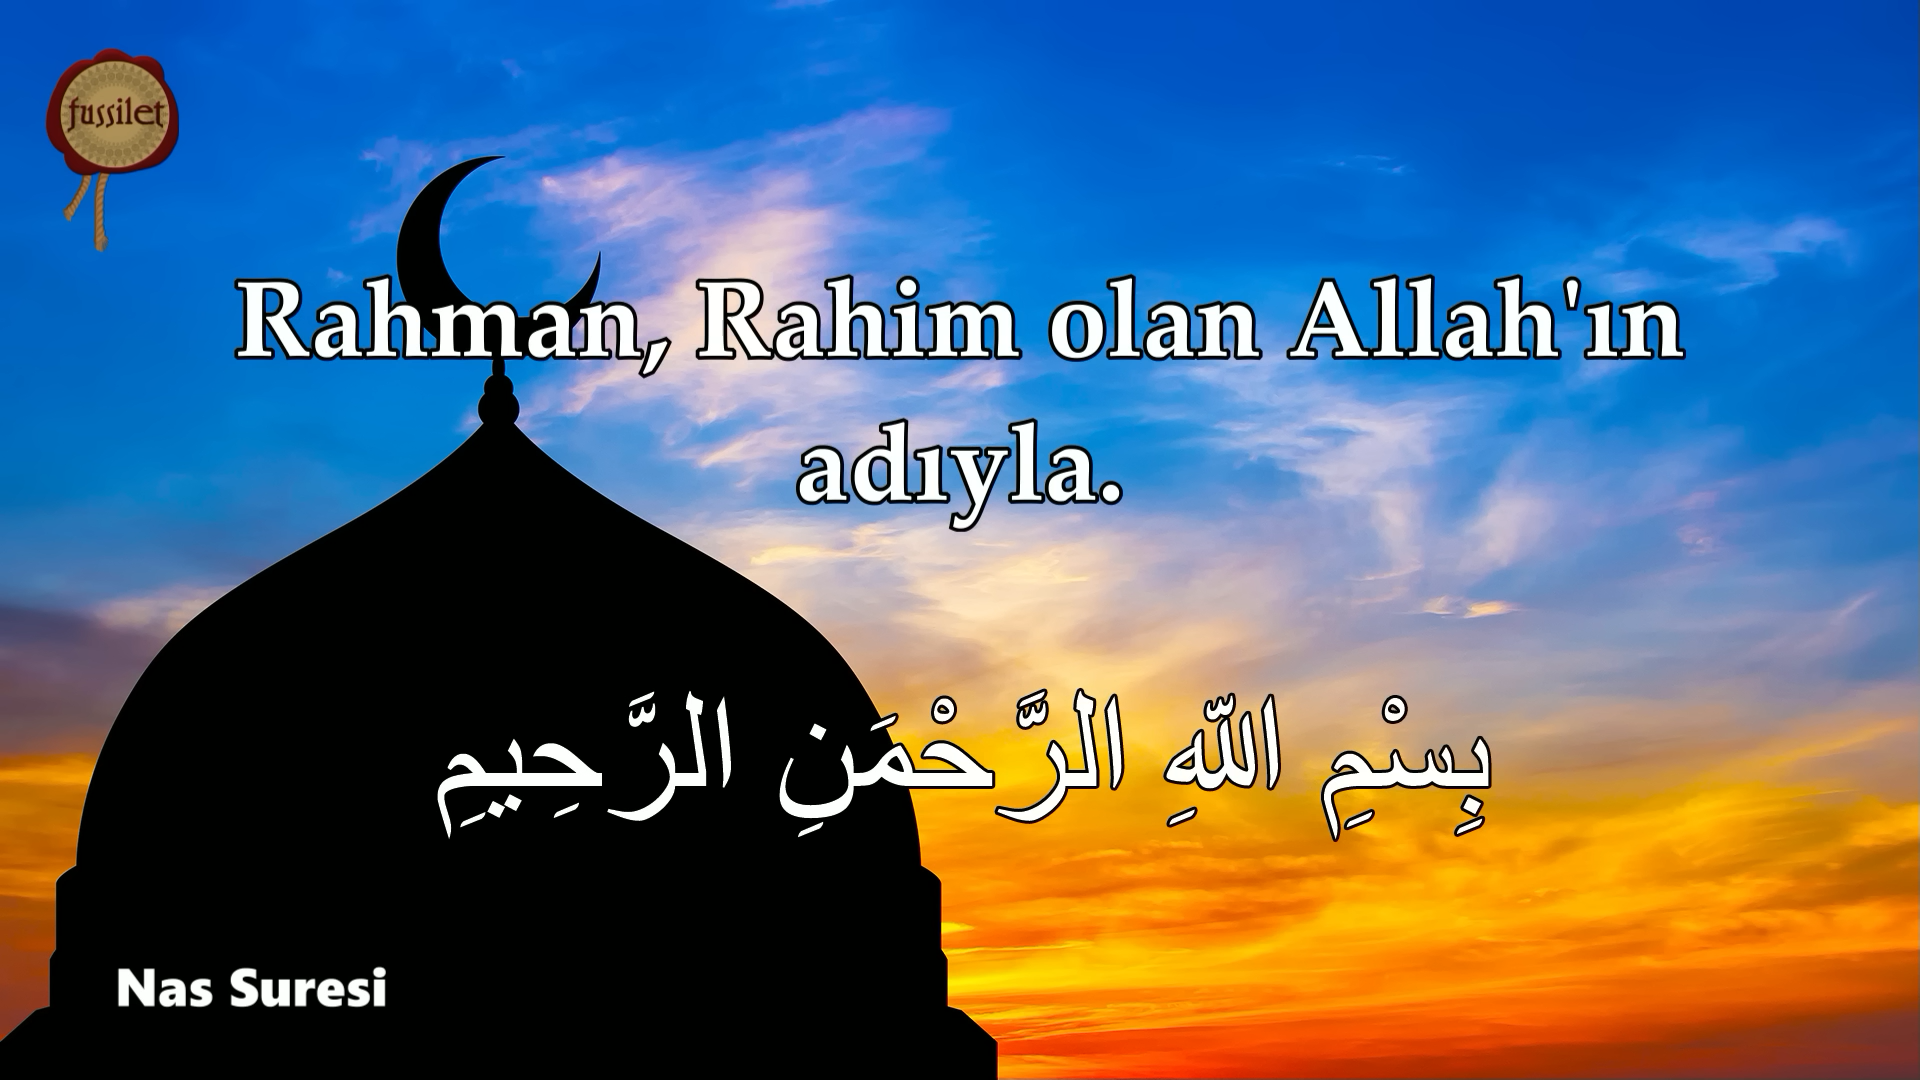 fussilet
Rahman, Rahim olan Allah'ın
adıyla.
بِسْمِ اللّهِ الرَّحْمَنِ الرَّحِيمِ
Nas Suresi